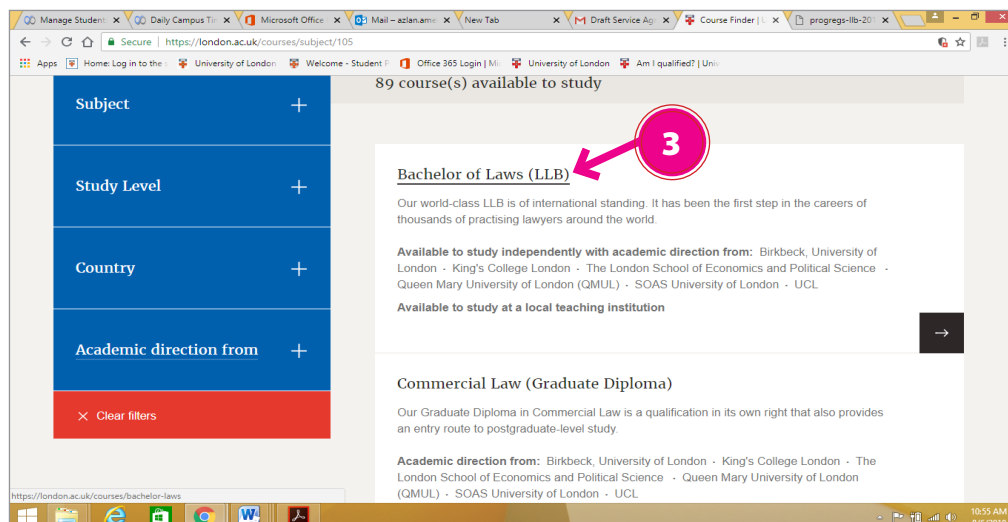 Manage Student
Daily Campus Tir
Microsoft Office
Mail – azlan.ame
New Tab
Draft Service Ag
Course Finder | U
progregs-llb-201
Secure | https://london.ac.uk/courses/subject/105
Apps Home: Log in to the University of London Welcome - Student P Office 365 Login | Mi University of London Am I qualified? | Univ
89 course(s) available to study
Subject
Study Level
Country
Academic direction from
Clear filters
3
Bachelor of Laws (LLB)
Our world-class LLB is of international standing. It has been the first step in the careers of
thousands of practising lawyers around the world.
Available to study independently with academic direction from: Birkbeck, University of
London · King's College London · The London School of Economics and Political Science ·
Queen Mary University of London (QMUL) · SOAS University of London · UCL
Available to study at a local teaching institution
Commercial Law (Graduate Diploma)
Our Graduate Diploma in Commercial Law is a qualification in its own right that also provides
an entry route to postgraduate-level study.
Academic direction from: Birkbeck, University of London · King's College London · The
London School of Economics and Political Science · Queen Mary University of London
(QMUL) · SOAS University of London · UCL
https://london.ac.uk/courses/bachelor-laws
10:55 AM